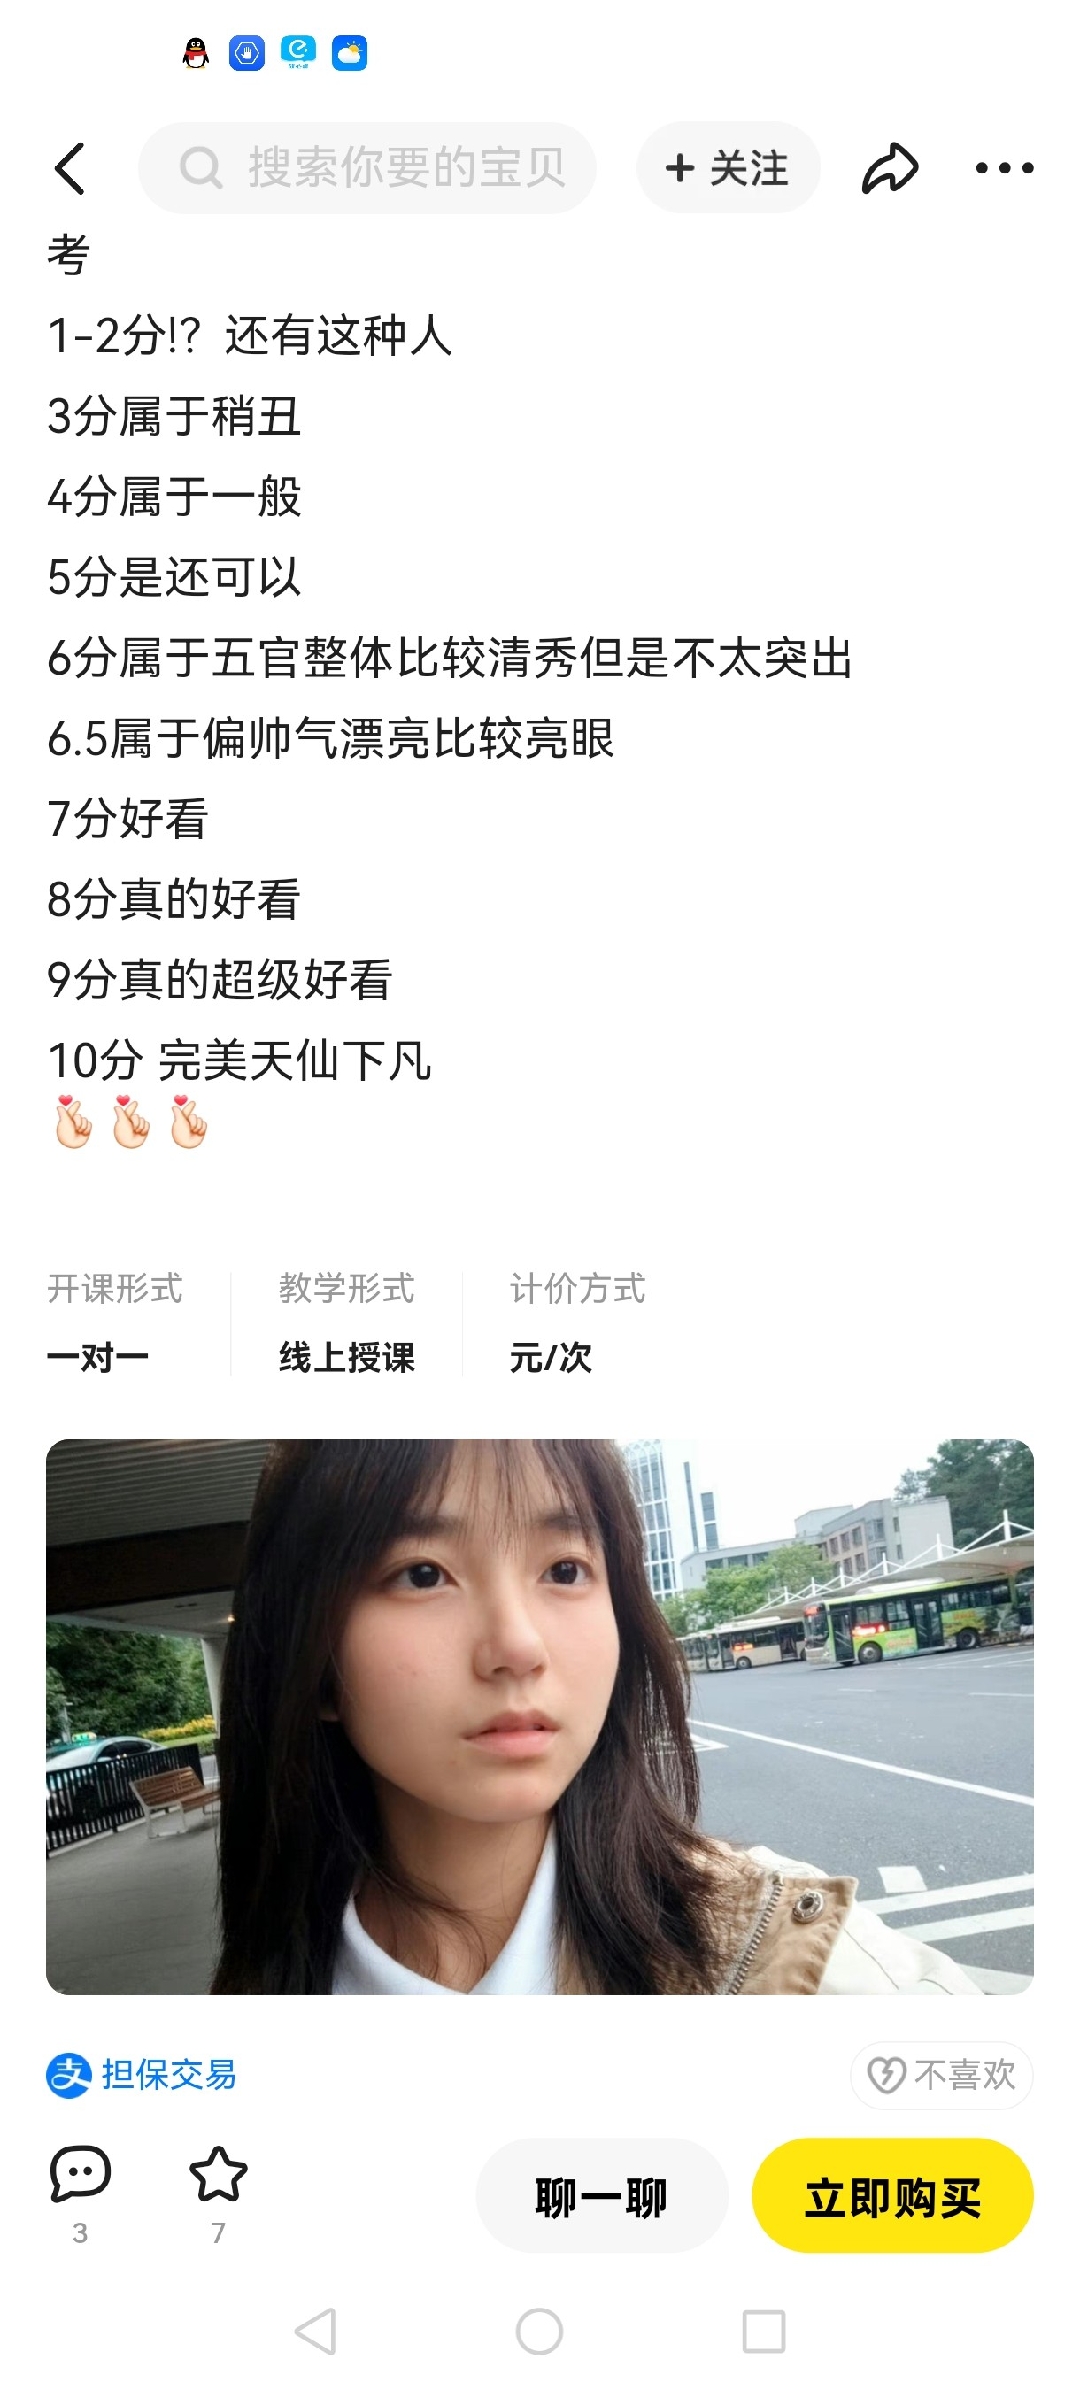 搜索你要的宝贝
+ 关注
考
1-2分!? 还有这种人
3分属于稍丑
4分属于一般
5分是还可以
6分属于五官整体比较清秀但是不太突出
6.5属于偏帅气漂亮比较亮眼
7分好看
8分真的好看
9分真的超级好看
10分 完美天仙下凡
开课形式 教学形式 计价方式
一对一 线上授课 元/次
支 担保交易
不喜欢
聊一聊
立即购买
3 7